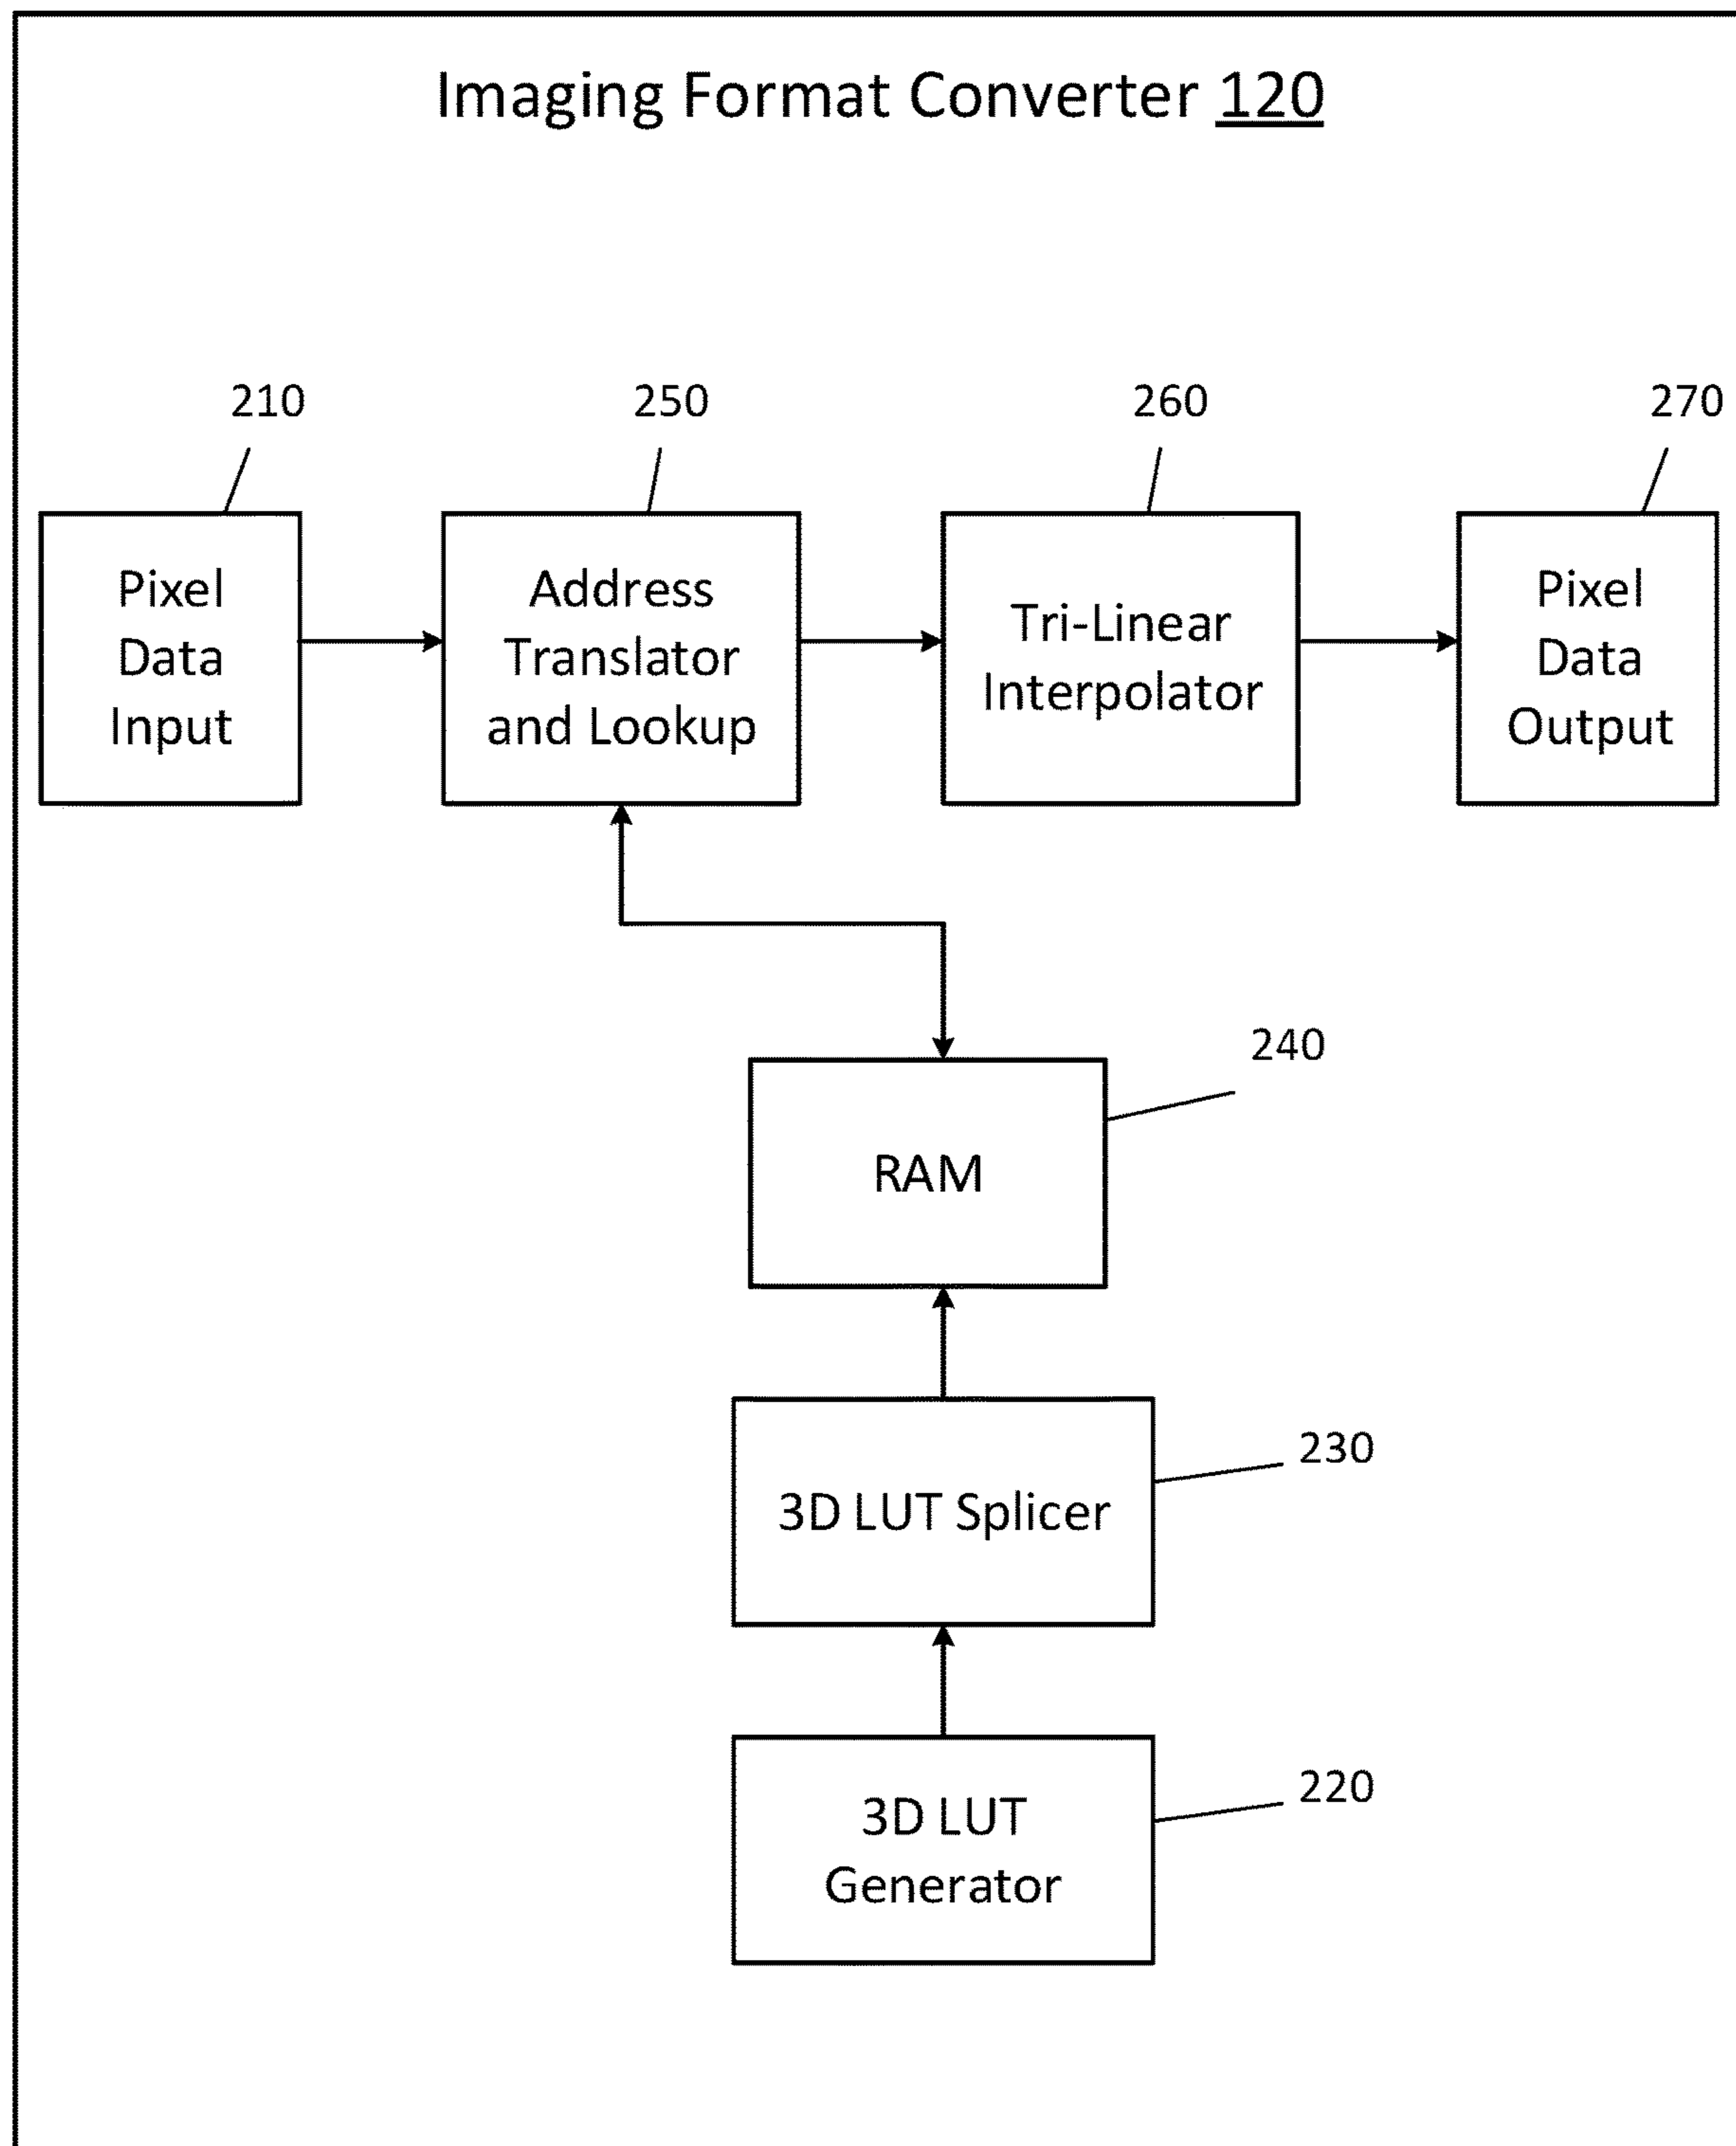 Imaging Format Converter 120
210
250
260
270
Pixel
Data
Input
Address
Translator
and Lookup
Tri-Linear
Interpolator
Pixel
Data
Output
240
RAM
230
3D LUT Splicer
220
3D LUT
Generator